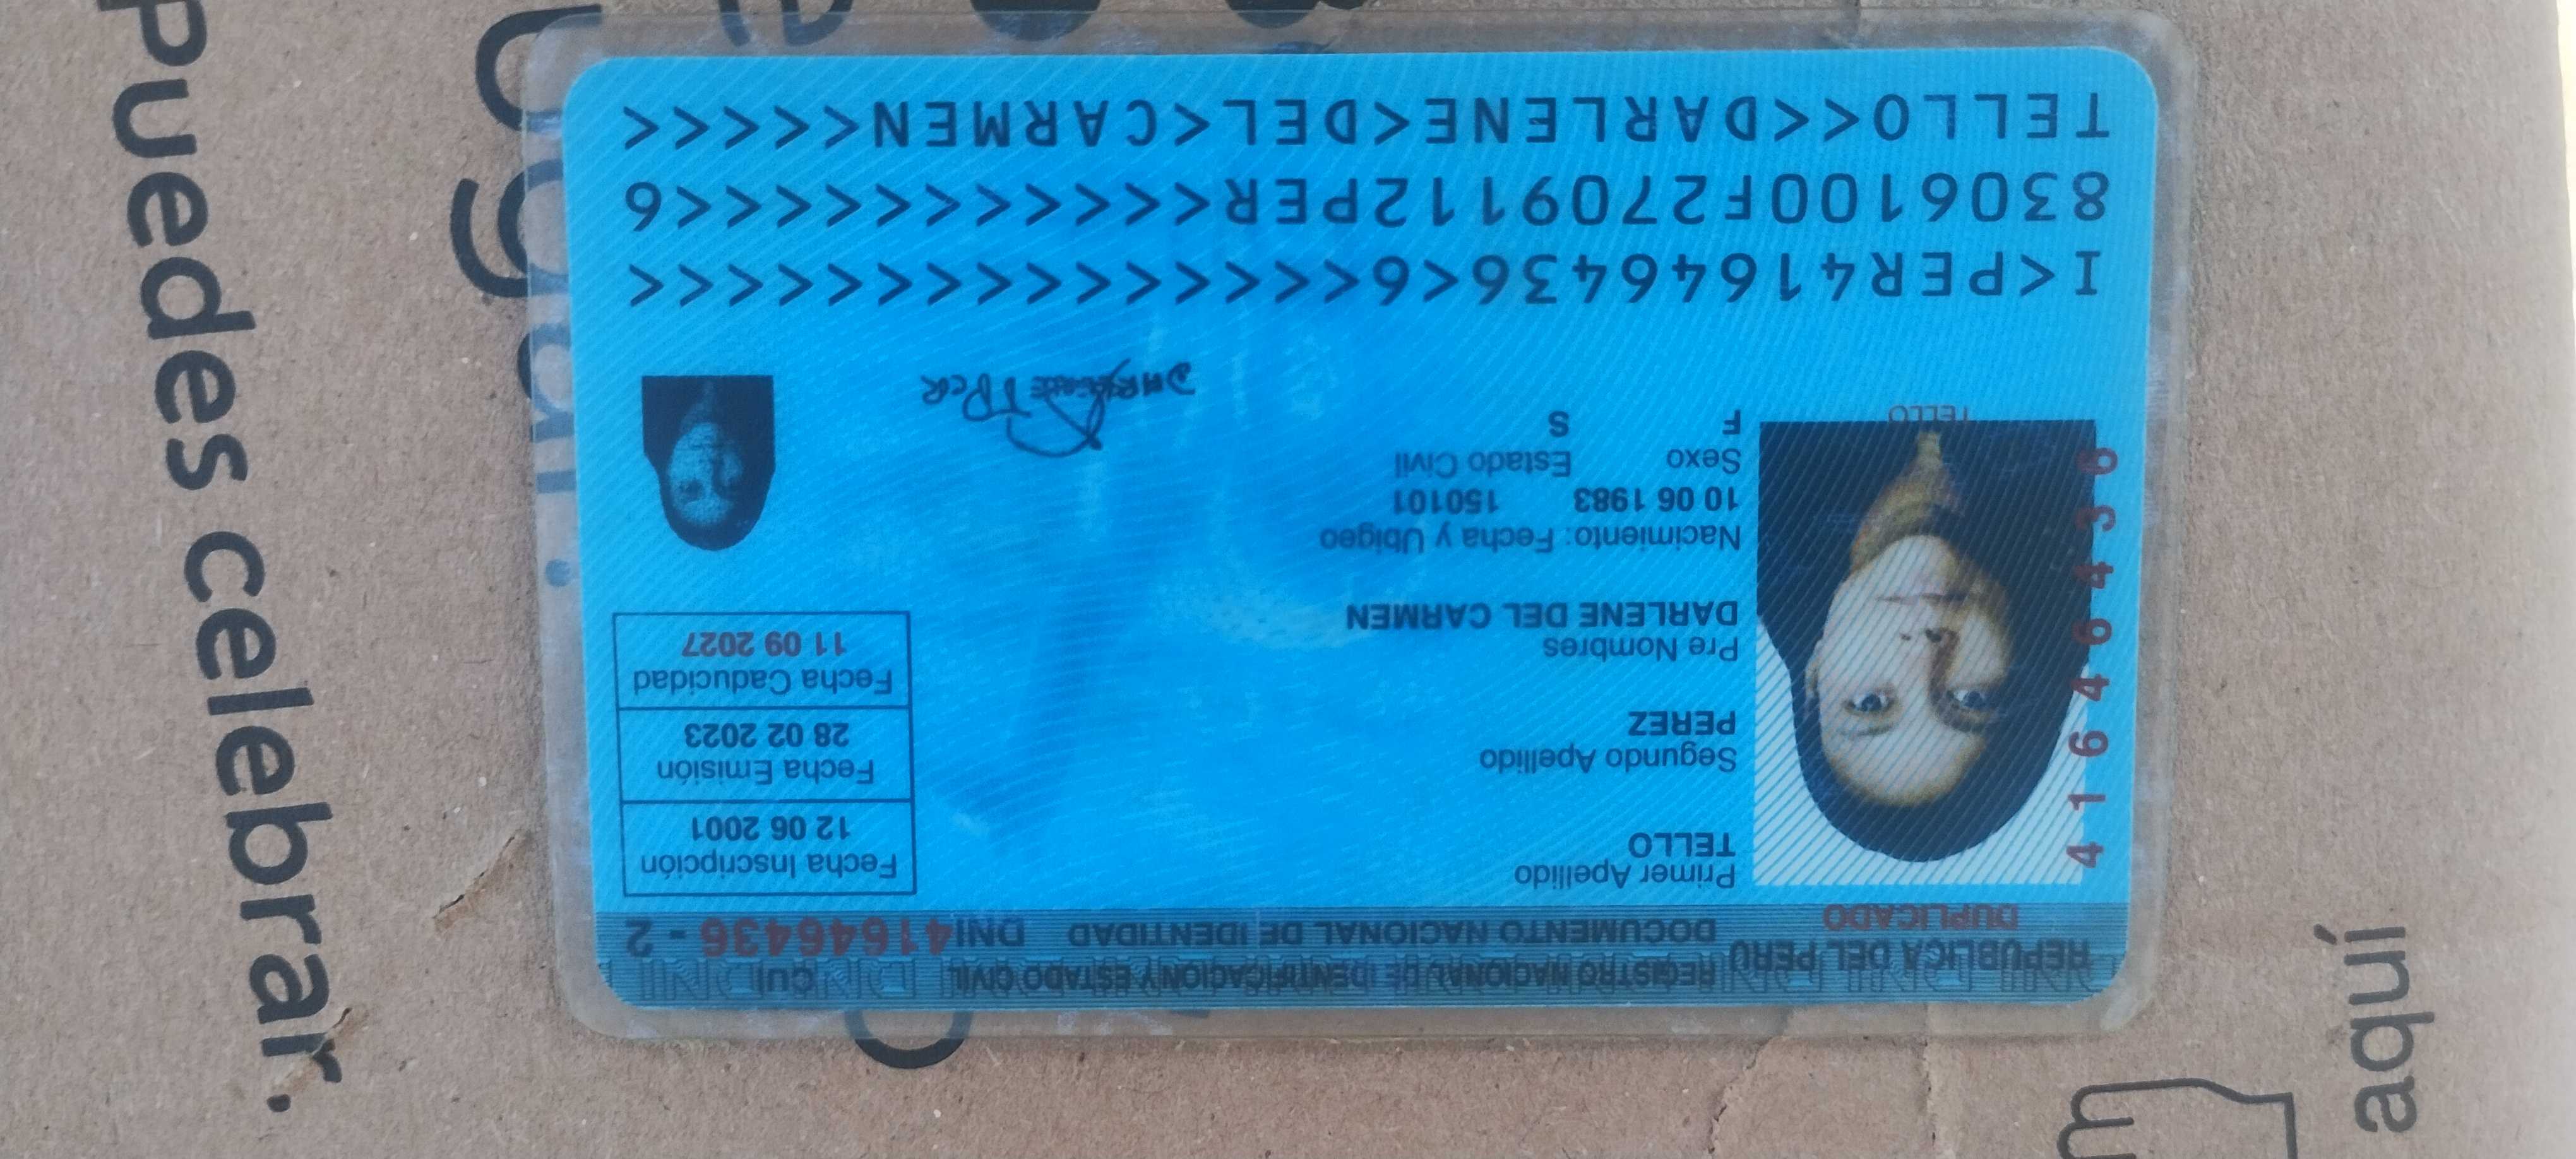 REPUBLICA DEL PERU
REGISTRO NACIONAL DE IDENTIFICACION Y ESTADO CIVIL
CUI
DUPLICADO
DOCUMENTO NACIONAL DE IDENTIDAD
DNI 41646436 - 2
Primer Apellido
TELLO
Segundo Apellido
PEREZ
Pre Nombres
DARLENE DEL CARMEN
Nacimiento: Fecha y Ubigeo
10 06 1983 150101
Sexo Estado Civil
F S
Fecha Inscripción
12 06 2001
Fecha Emisión
28 02 2023
Fecha Caducidad
11 09 2027
41646436
TELLO
I<PER41646436<6<<<<<<<<<<<<<<<
8306100F2709112PER<<<<<<<<<<<6
TELLO<<DARLENE<DEL<CARMEN<<<<<
puedes celebrar.
aquí